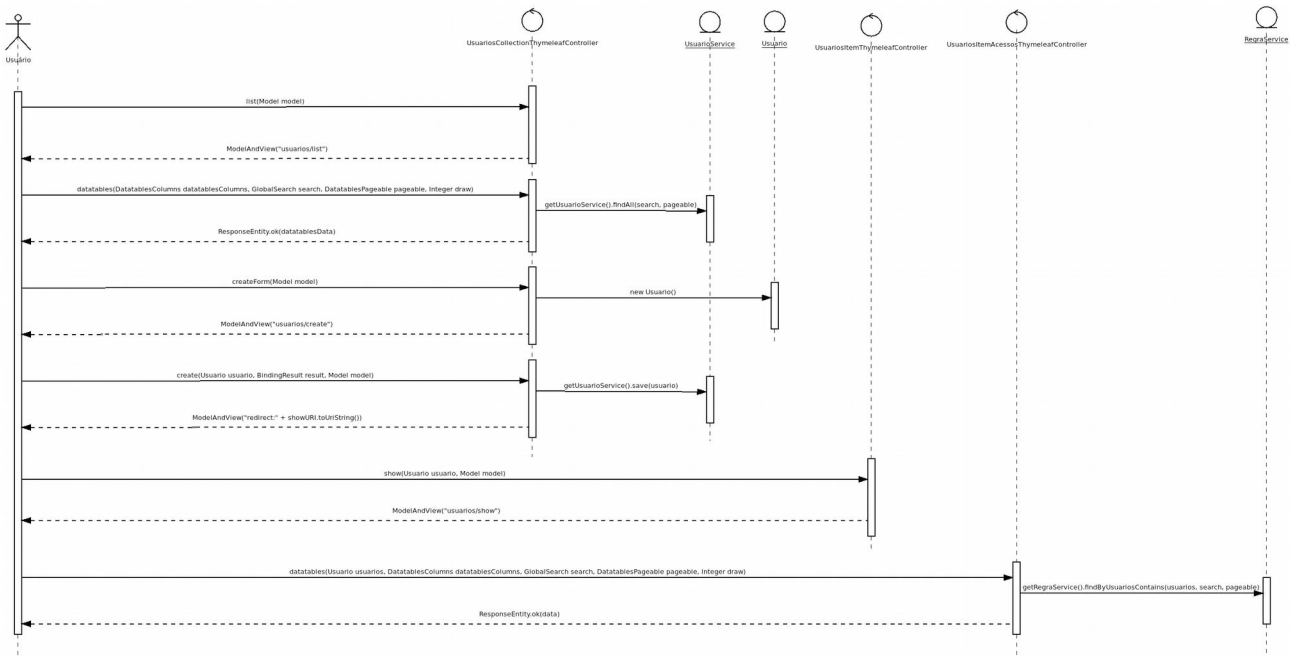 Usuário
UsuariosCollectionThymeleafController
UsuarioService
Usuario
UsuariosItemThymeleafController
UsuariosItemAcessosThymeleafController
RegraService
list(Model model)
ModelAndView("usuarios/list")
datatables(DatatablesColumns datatablesColumns, GlobalSearch search, DatatablesPageable pageable, Integer draw)
getUsuarioService().findAll(search, pageable)
ResponseEntity.ok(datatablesData)
createForm(Model model)
new Usuario()
ModelAndView("usuarios/create")
create(Usuario usuario, BindingResult result, Model model)
getUsuarioService().save(usuario)
ModelAndView("redirect:" + showURI.toUriString())
show(Usuario usuario, Model model)
ModelAndView("usuarios/show")
datatables(Usuario usuarios, DatatablesColumns datatablesColumns, GlobalSearch search, DatatablesPageable pageable, Integer draw)
getRegraService().findByUsuariosContains(usuarios, search, pageable)
ResponseEntity.ok(data)